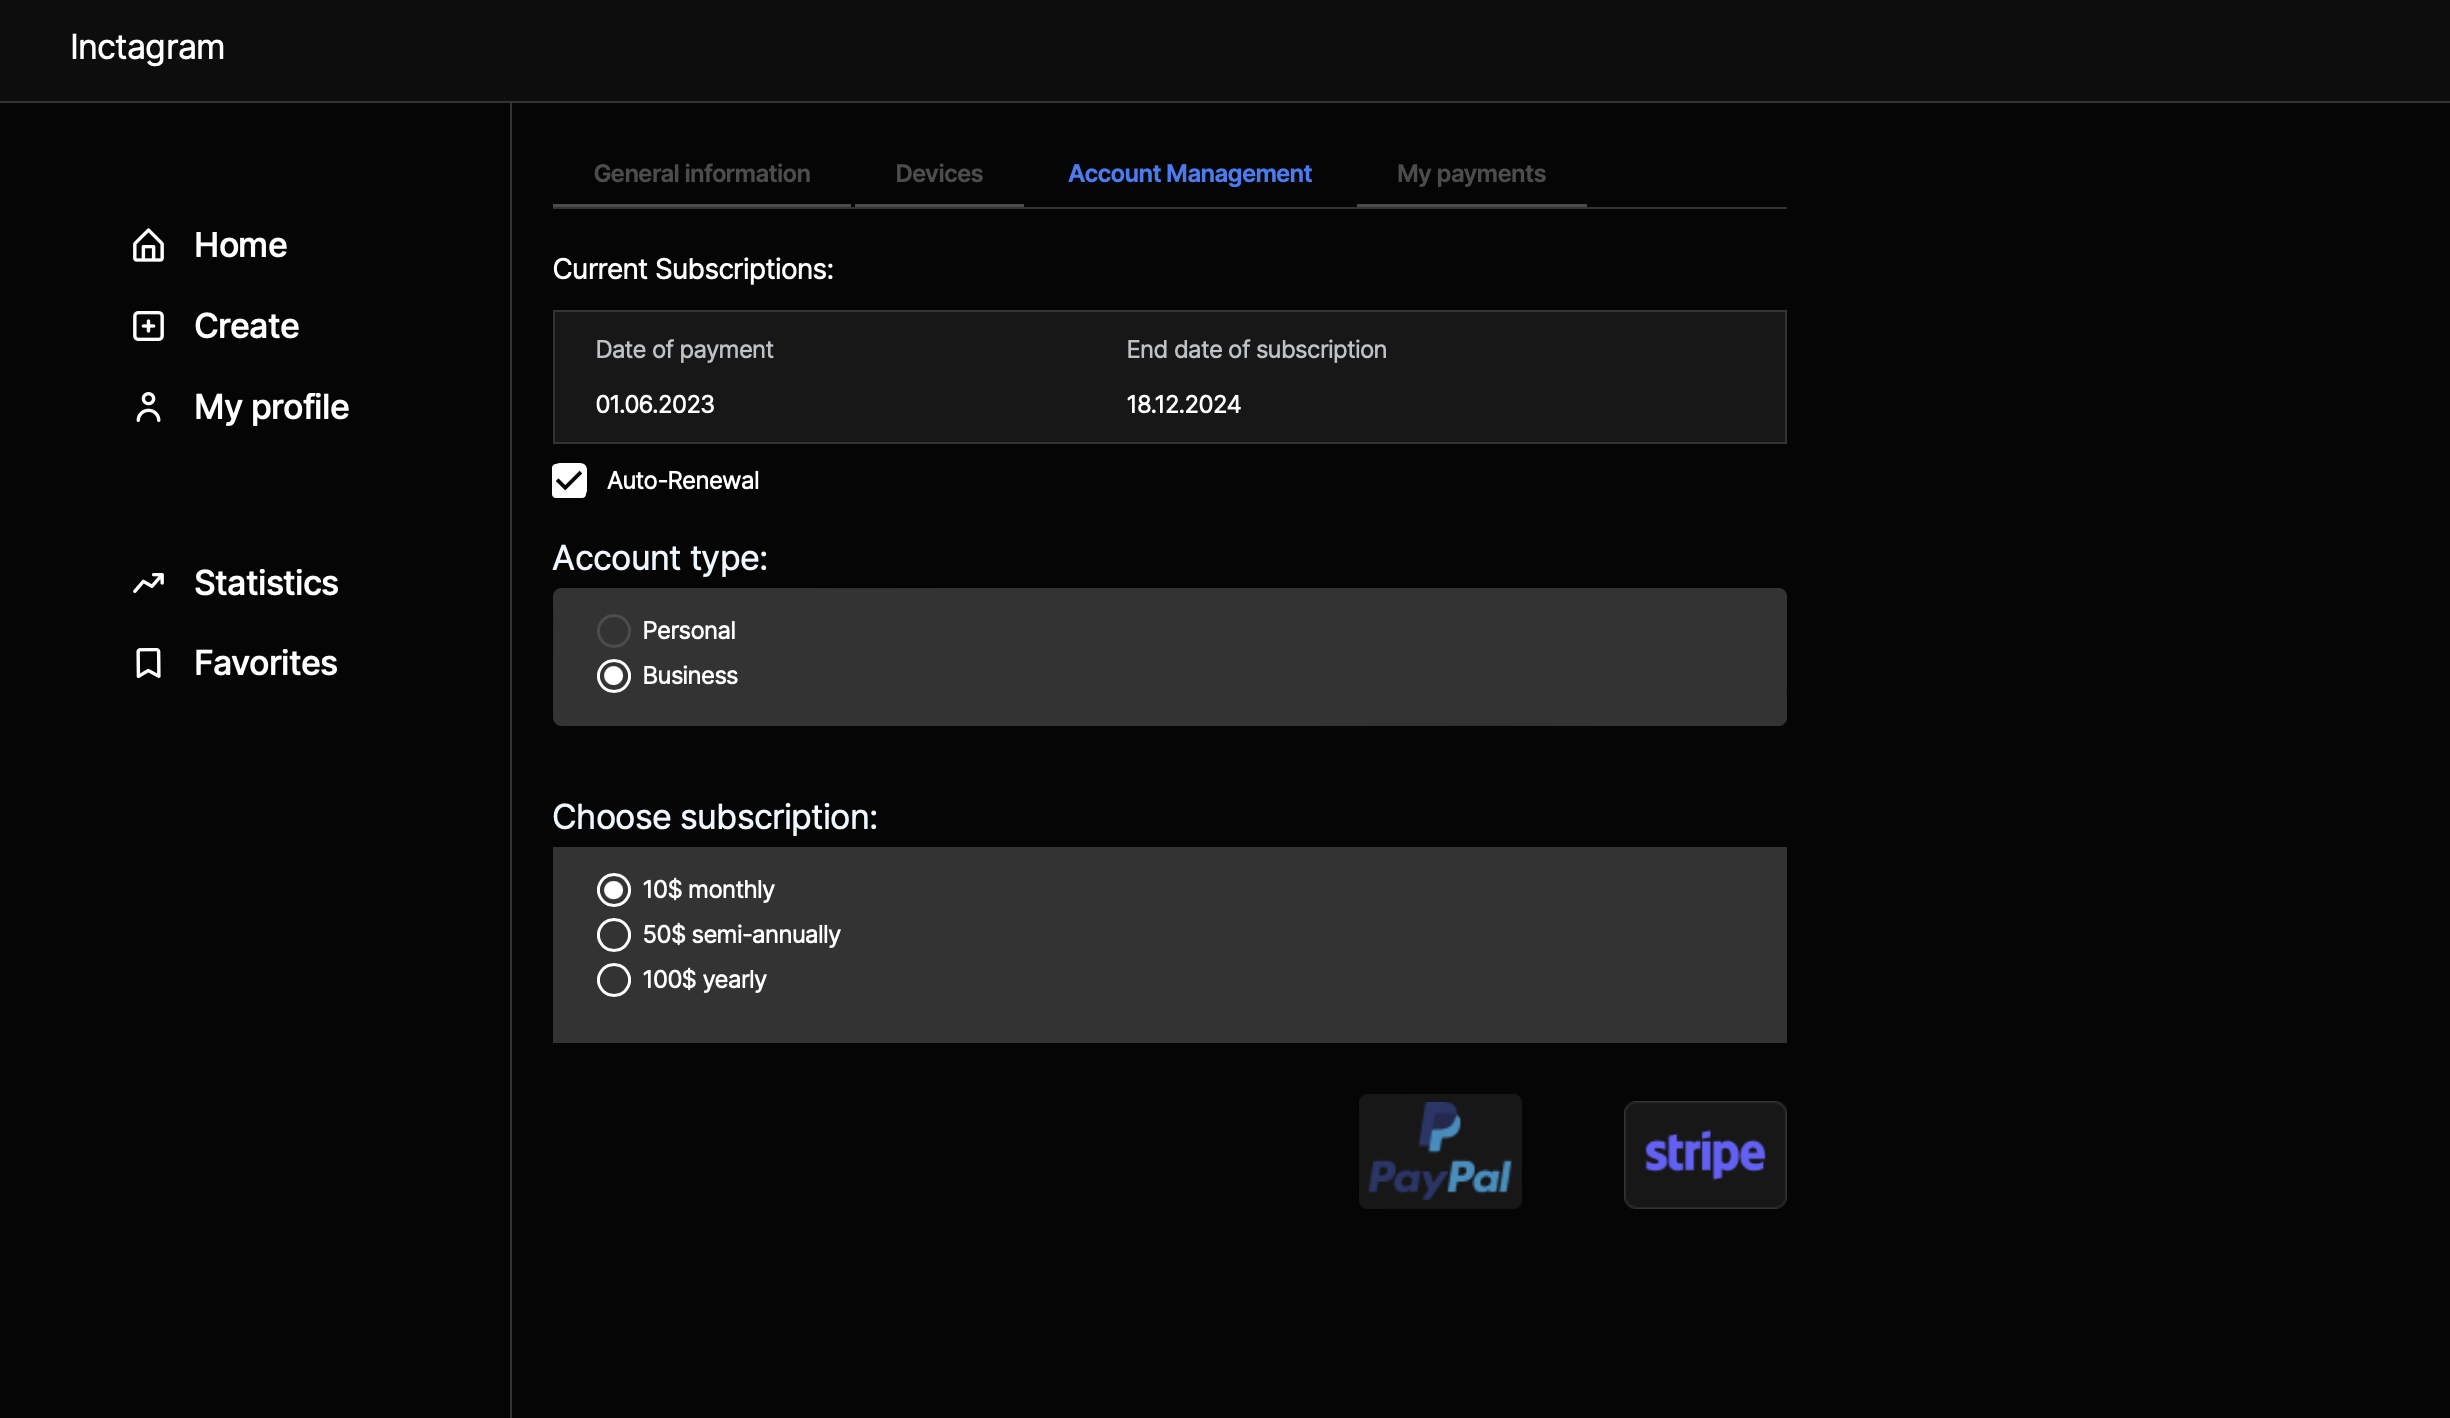 Inctagram
Home
Create
My profile
Statistics
Favorites
General information Devices Account Management My payments
Current Subscriptions:
Date of payment End date of subscription
01.06.2023 18.12.2024
Auto-Renewal
Account type:
Personal
Business
Choose subscription:
10$ monthly
50$ semi-annually
100$ yearly
PayPal stripe